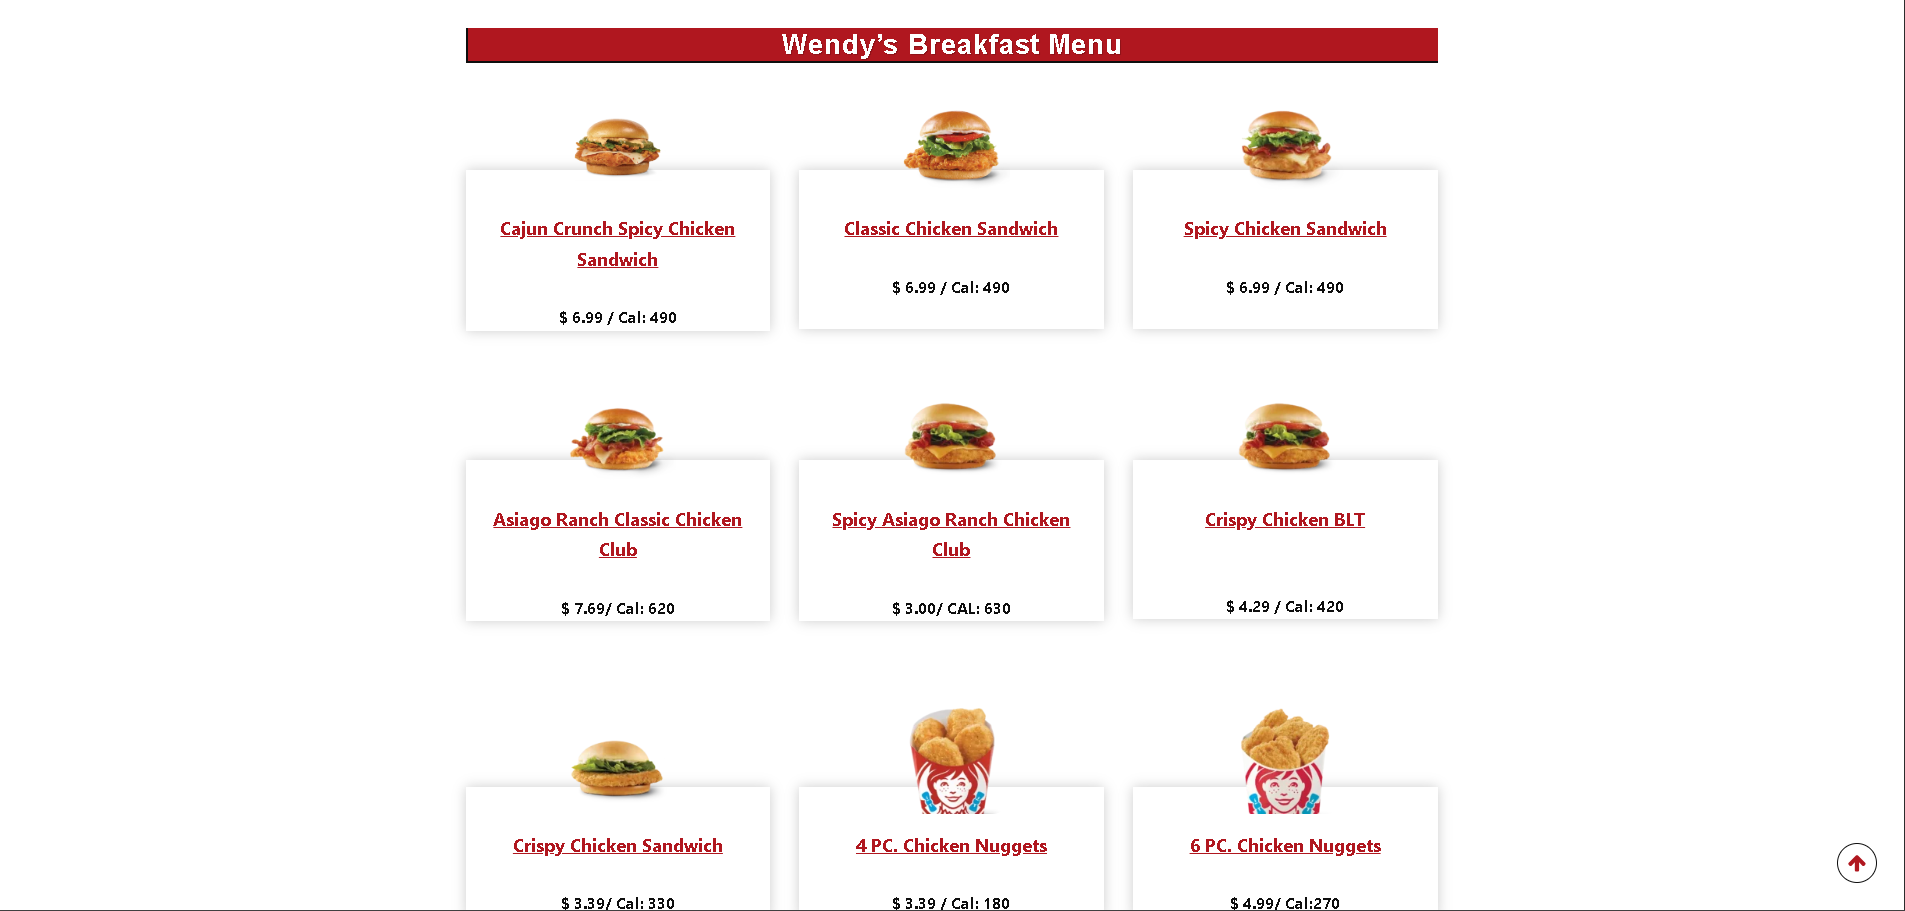 Wendy’s Breakfast Menu
Cajun Crunch Spicy Chicken
Sandwich
$ 6.99 / Cal: 490
Classic Chicken Sandwich
$ 6.99 / Cal: 490
Spicy Chicken Sandwich
$ 6.99 / Cal: 490
Asiago Ranch Classic Chicken
Club
$ 7.69/ Cal: 620
Spicy Asiago Ranch Chicken
Club
$ 3.00/ CAL: 630
Crispy Chicken BLT
$ 4.29 / Cal: 420
Crispy Chicken Sandwich
$ 3.39/ Cal: 330
4 PC. Chicken Nuggets
$ 3.39 / Cal: 180
6 PC. Chicken Nuggets
$ 4.99/ Cal:270